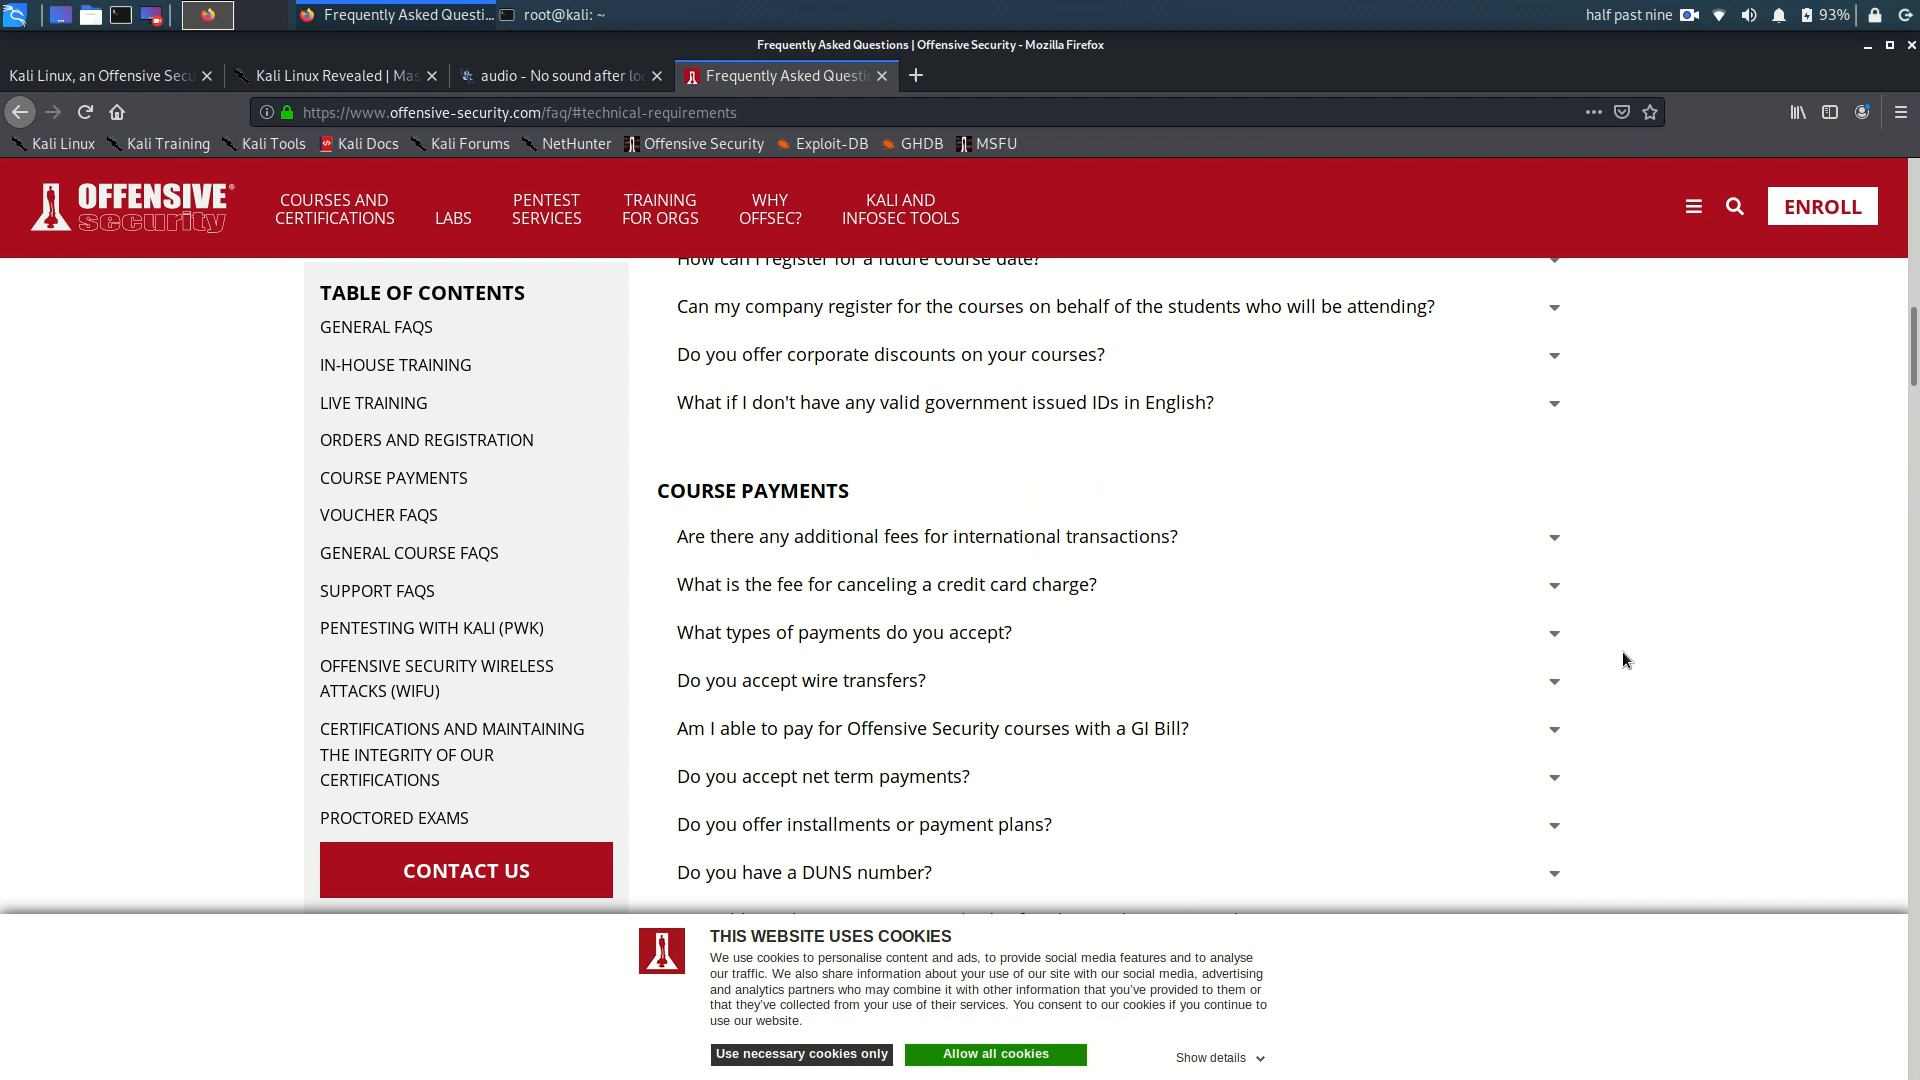 Frequently Asked Questi...
root@kali: ~
half past nine
93%
Frequently Asked Questions | Offensive Security - Mozilla Firefox
Kali Linux, an Offensive Secu
Kali Linux Revealed | Mas
audio - No sound after lo
Frequently Asked Questi
https://www.offensive-security.com/faq/#technical-requirements
Kali Linux
Kali Training
Kali Tools
Kali Docs
Kali Forums
NetHunter
Offensive Security
Exploit-DB
GHDB
MSFU
OFFENSIVE®
security
COURSES AND
CERTIFICATIONS
LABS
PENTEST
SERVICES
TRAINING
FOR ORGS
WHY
OFFSEC?
KALI AND
INFOSEC TOOLS
ENROLL
TABLE OF CONTENTS
GENERAL FAQS
IN-HOUSE TRAINING
LIVE TRAINING
ORDERS AND REGISTRATION
COURSE PAYMENTS
VOUCHER FAQS
GENERAL COURSE FAQS
SUPPORT FAQS
PENTESTING WITH KALI (PWK)
OFFENSIVE SECURITY WIRELESS
ATTACKS (WIFU)
CERTIFICATIONS AND MAINTAINING
THE INTEGRITY OF OUR
CERTIFICATIONS
PROCTORED EXAMS
CONTACT US
How can I register for a future course date?
Can my company register for the courses on behalf of the students who will be attending?
Do you offer corporate discounts on your courses?
What if I don't have any valid government issued IDs in English?
COURSE PAYMENTS
Are there any additional fees for international transactions?
What is the fee for canceling a credit card charge?
What types of payments do you accept?
Do you accept wire transfers?
Am I able to pay for Offensive Security courses with a GI Bill?
Do you accept net term payments?
Do you offer installments or payment plans?
Do you have a DUNS number?
THIS WEBSITE USES COOKIES
We use cookies to personalise content and ads, to provide social media features and to analyse
our traffic. We also share information about your use of our site with our social media, advertising
and analytics partners who may combine it with other information that you've provided to them or
that they've collected from your use of their services. You consent to our cookies if you continue to
use our website.
Use necessary cookies only
Allow all cookies
Show details